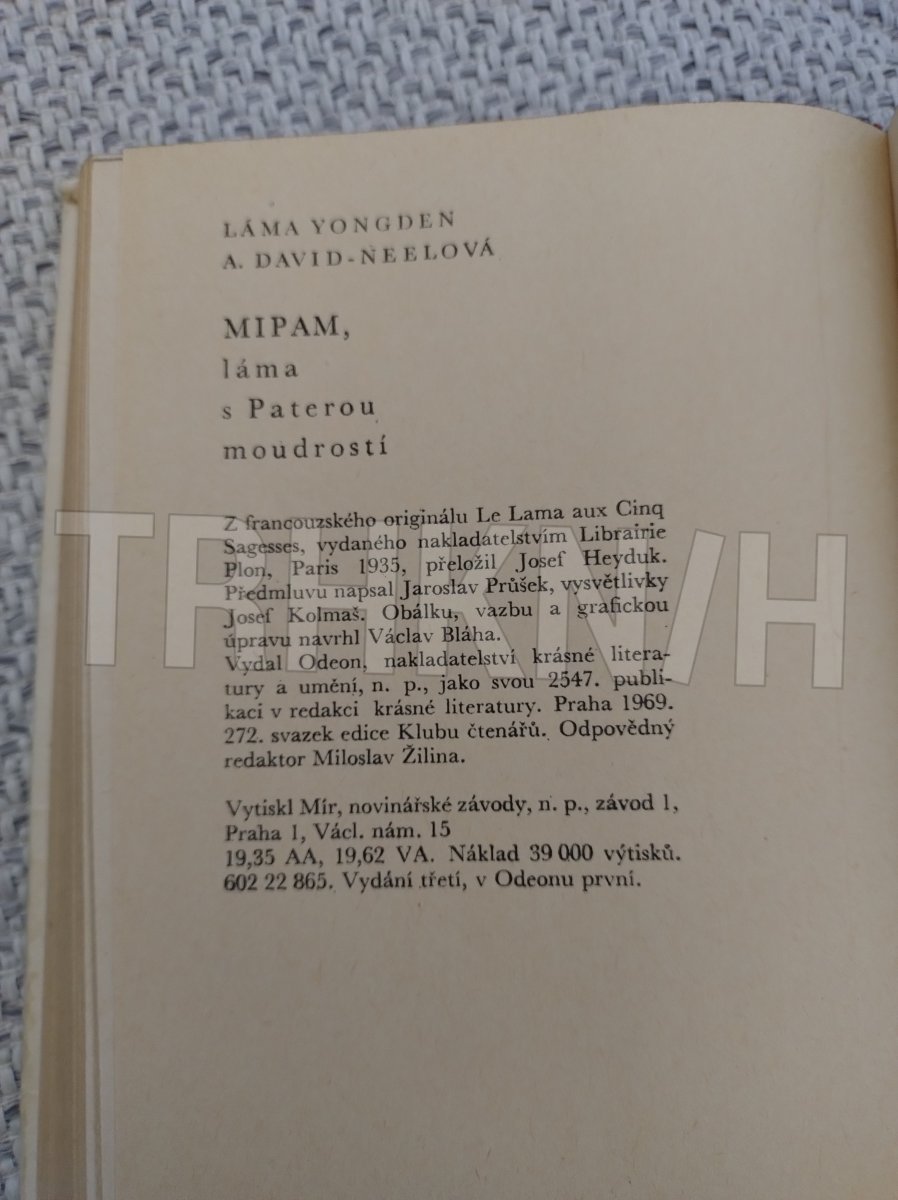 LÁMA YONGDEN
A. DAVID-NEELOVÁ
MIPAM,
láma
s Paterou
moudrostí
Z francouzského originálu Le Lama aux Cinq
Sagesses, vydaného nakladatelstvím Librairie
Plon, Paris 1935, přeložil Josef Heyduk.
Předmluvu napsal Jaroslav Průšek, vysvětlivky
Josef Kolmaš. Obálku, vazbu a grafickou
úpravu navrhl Václav Bláha.
Vydal Odeon, nakladatelství krásné litera-
tury a umění, n. p., jako svou 2547. publi-
kaci v redakci krásné literatury. Praha 1969.
272. svazek edice Klubu čtenářů. Odpovědný
redaktor Miloslav Žilina.
Vytiskl Mír, novinářské závody, n. p., závod 1,
Praha 1, Václ. nám. 15
19,35 AA, 19,62 VA. Náklad 39 000 výtisků.
602 22 865. Vydání třetí, v Odeonu první.